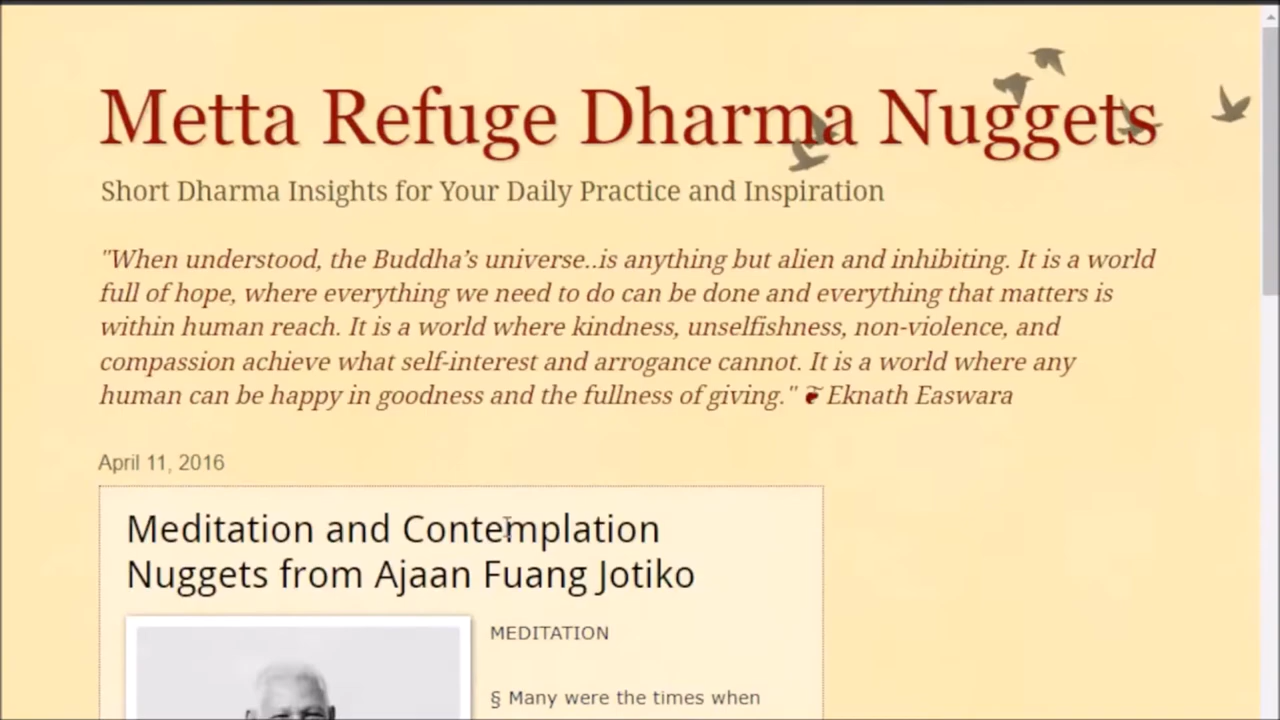 Metta Refuge Dharma Nuggets
Short Dharma Insights for Your Daily Practice and Inspiration
"When understood, the Buddha’s universe..is anything but alien and inhibiting. It is a world
full of hope, where everything we need to do can be done and everything that matters is
within human reach. It is a world where kindness, unselfishness, non-violence, and
compassion achieve what self-interest and arrogance cannot. It is a world where any
human can be happy in goodness and the fullness of giving." ❦ Eknath Easwara
April 11, 2016
Meditation and Contemplation
Nuggets from Ajaan Fuang Jotiko
MEDITATION
§ Many were the times when